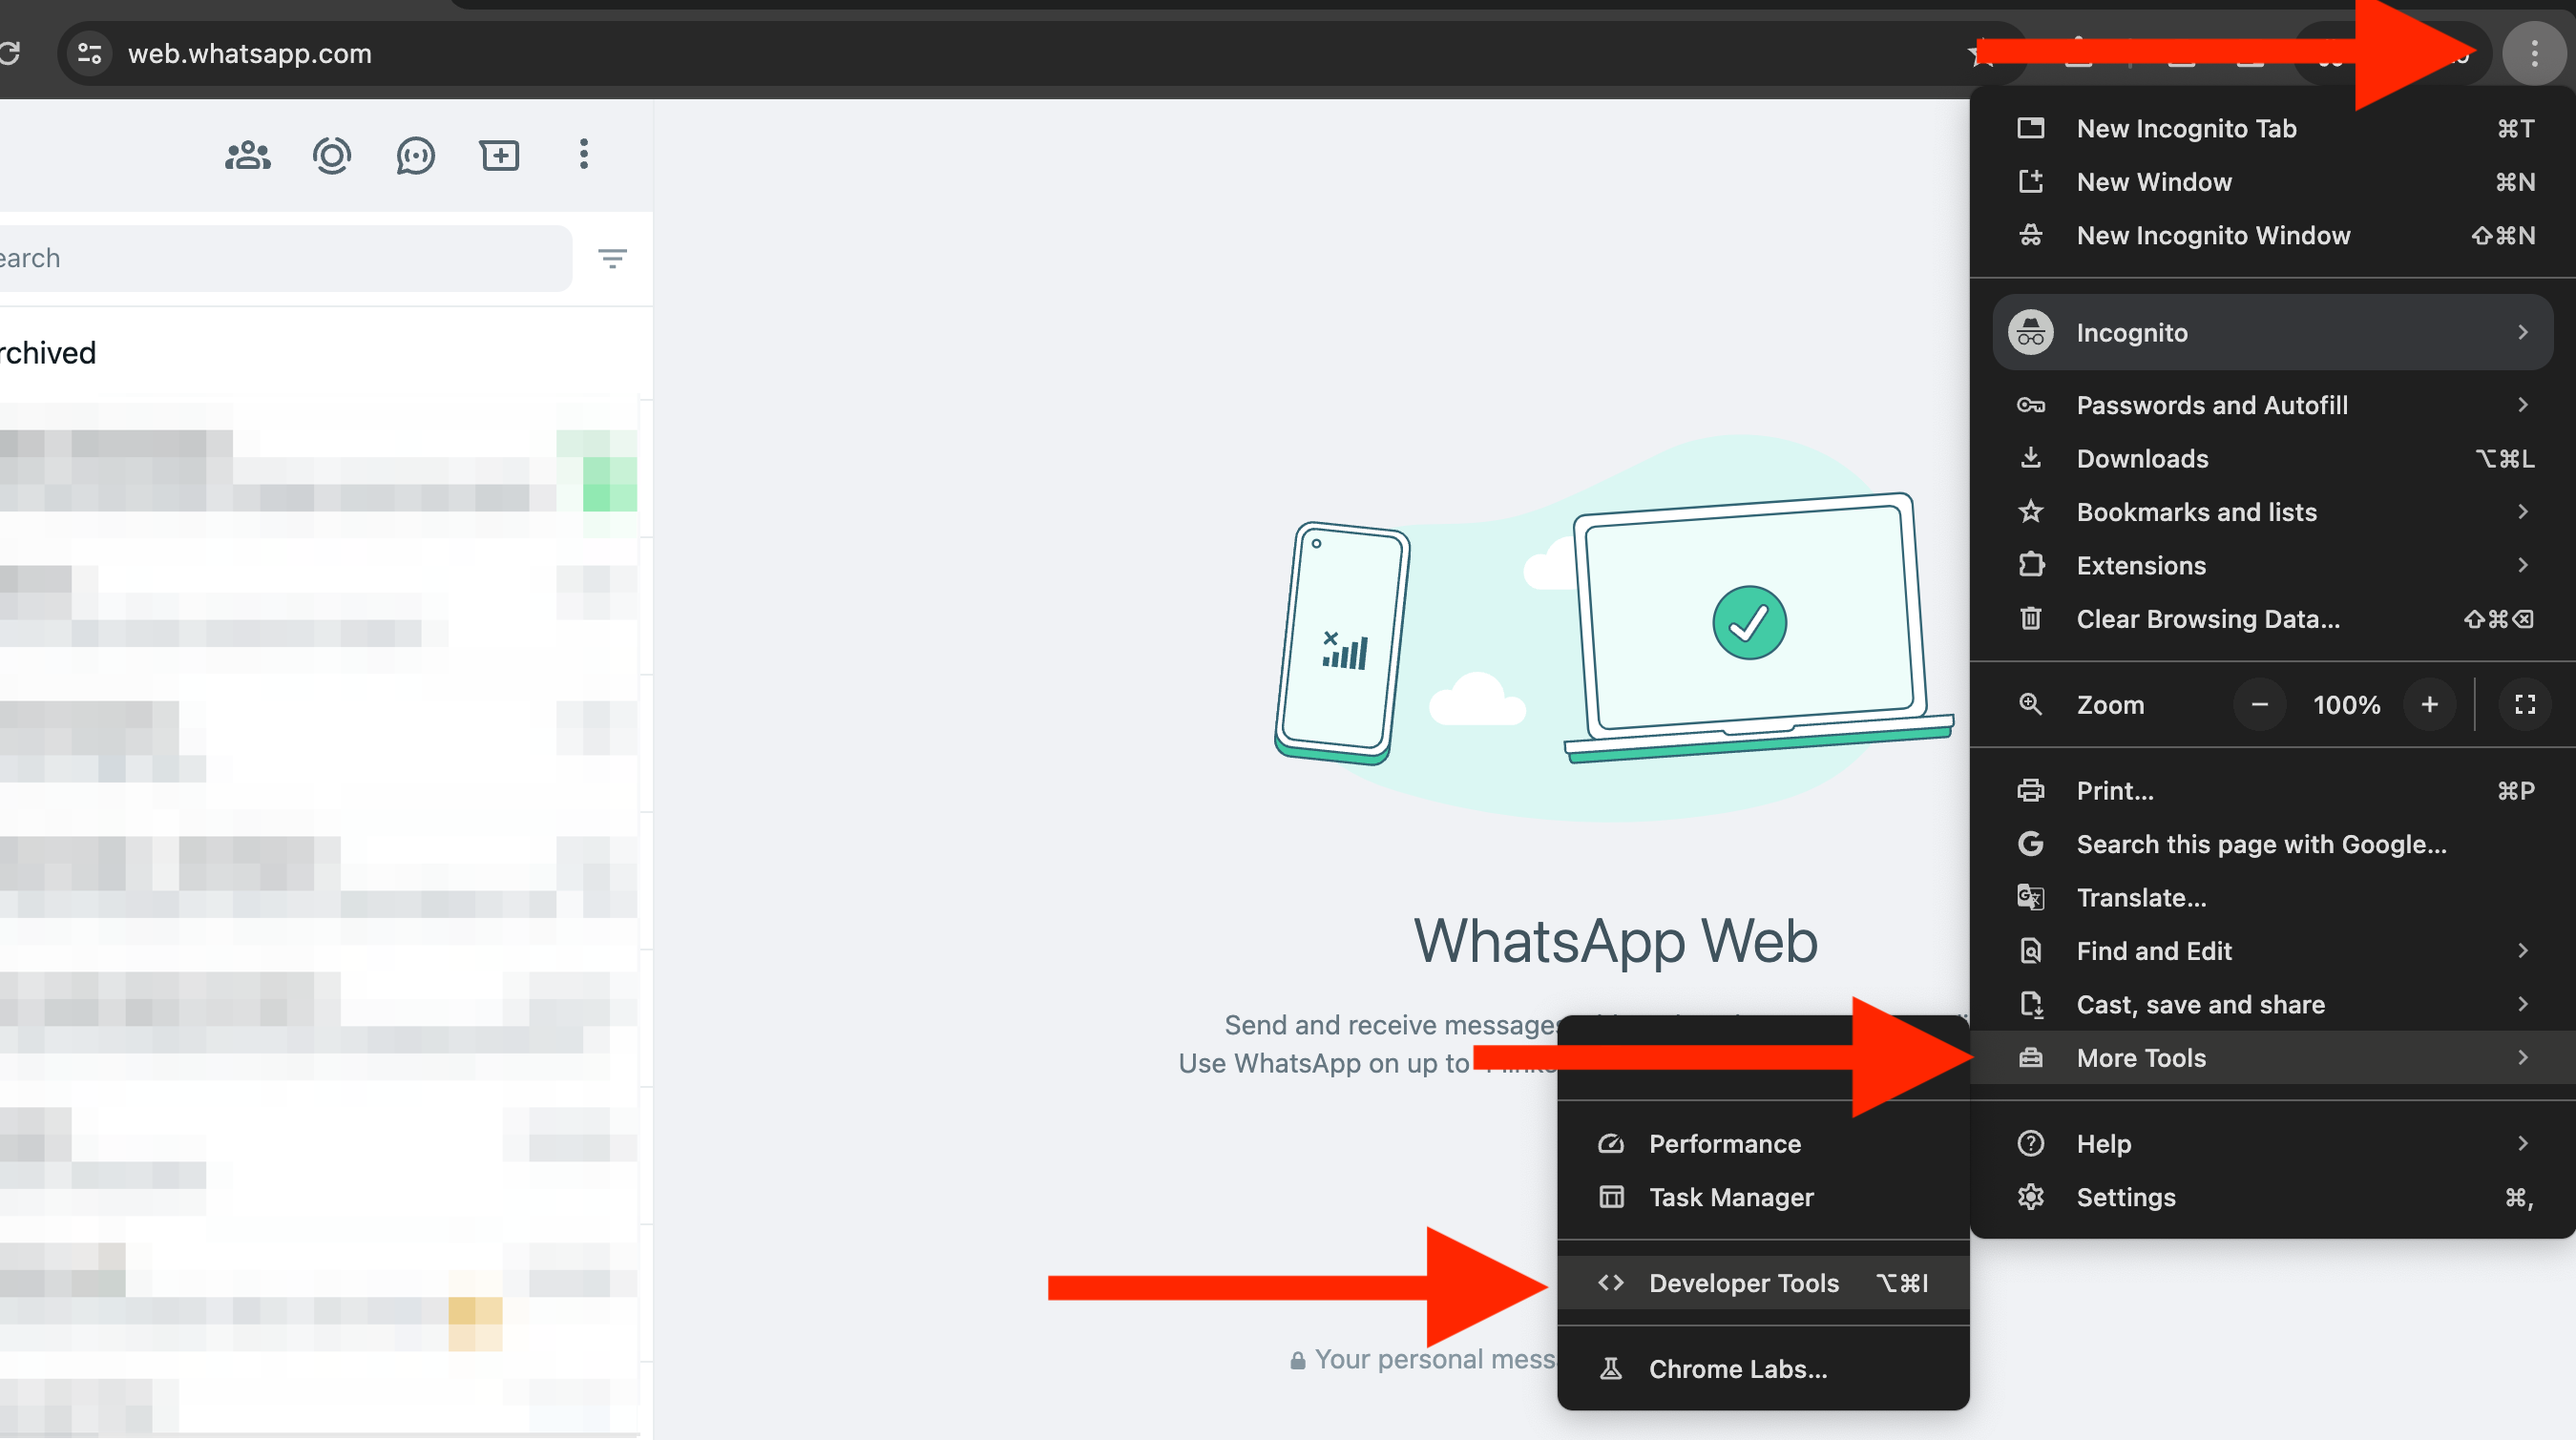 web.whatsapp.com
earch
rchived
WhatsApp Web
Send and receive messages
Use WhatsApp on up to
Your personal mess
New Incognito Tab ⌘T
New Window ⌘N
New Incognito Window ⇧⌘N
Incognito
Passwords and Autofill
Downloads ⌥⌘L
Bookmarks and lists
Extensions
Clear Browsing Data... ⇧⌘⌫
Zoom − 100% +
Print... ⌘P
Search this page with Google...
Translate...
Find and Edit
Cast, save and share
More Tools
Help
Settings ⌘,
Performance
Task Manager
Developer Tools ⌥⌘I
Chrome Labs...